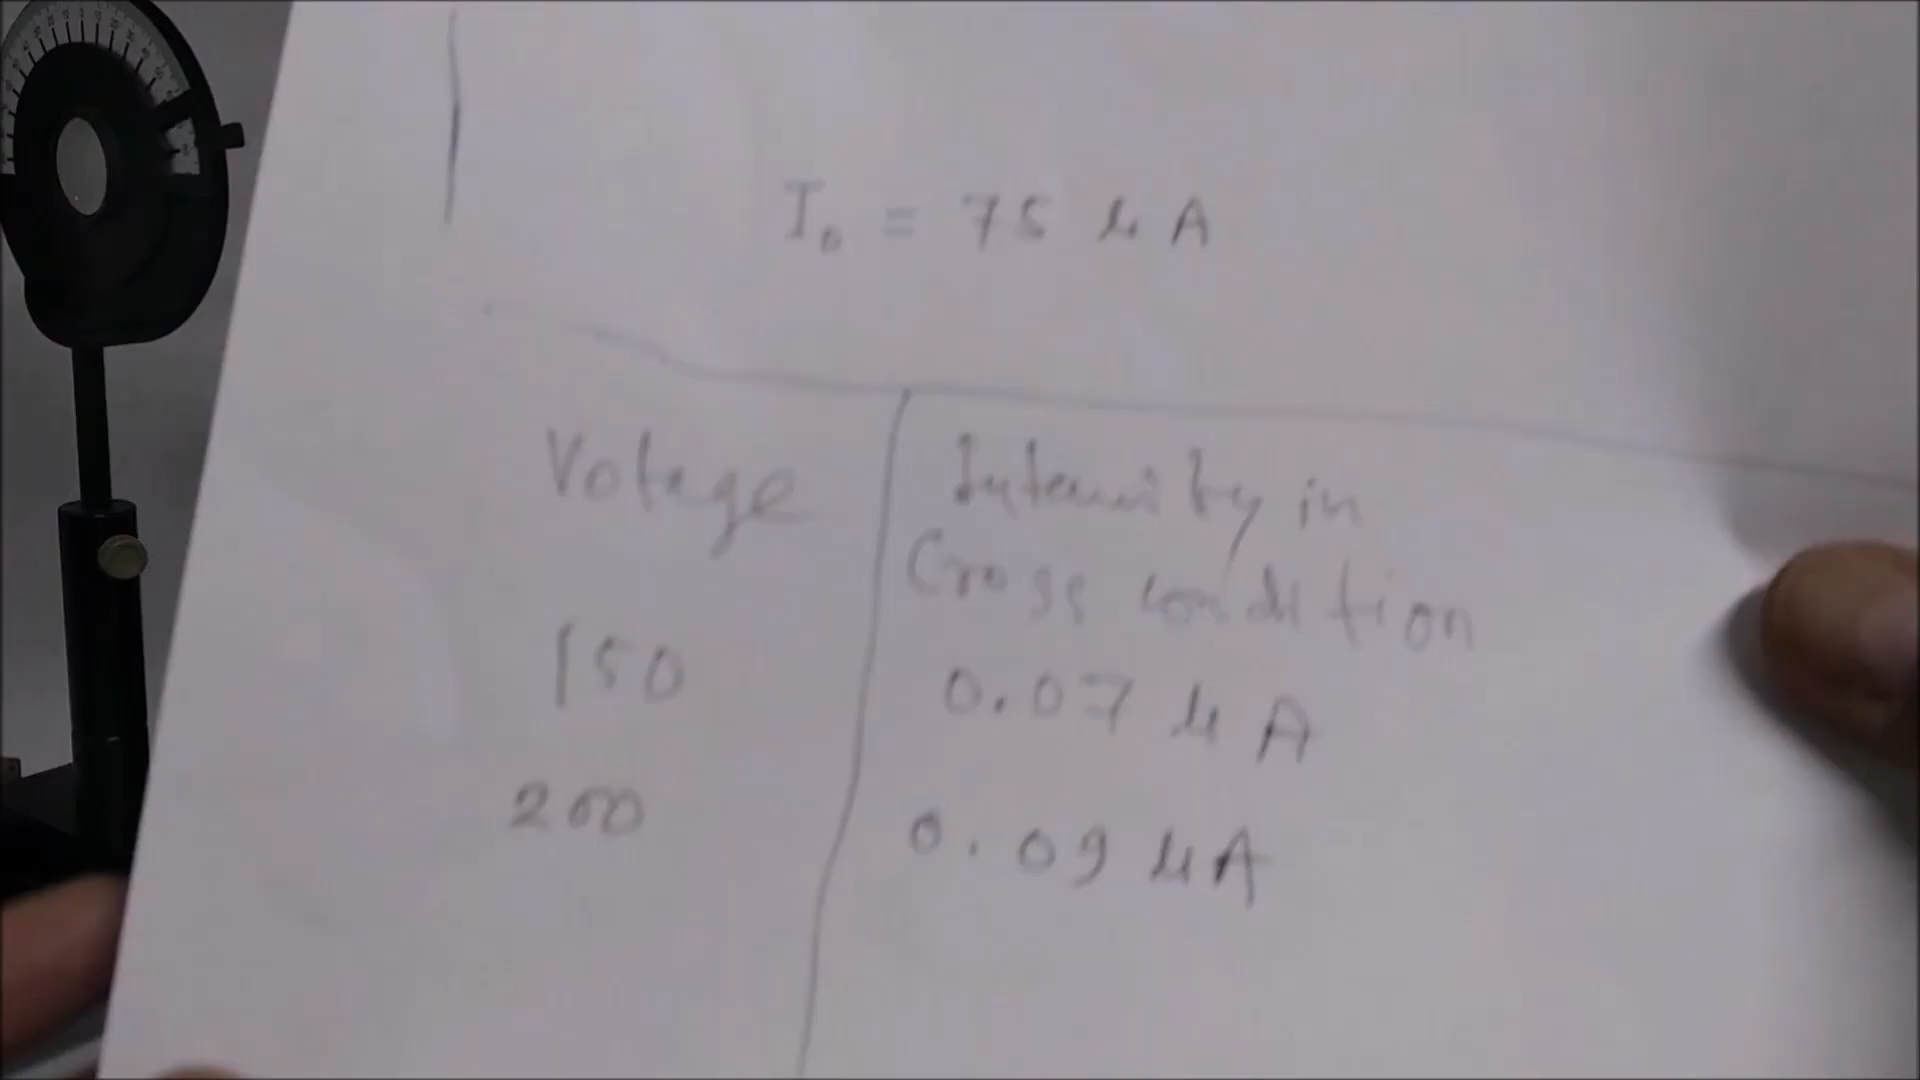 I₀ = 75 μA
Votage
Intensity in
Cross condition
150
0.07 μA
200
0.09 μA